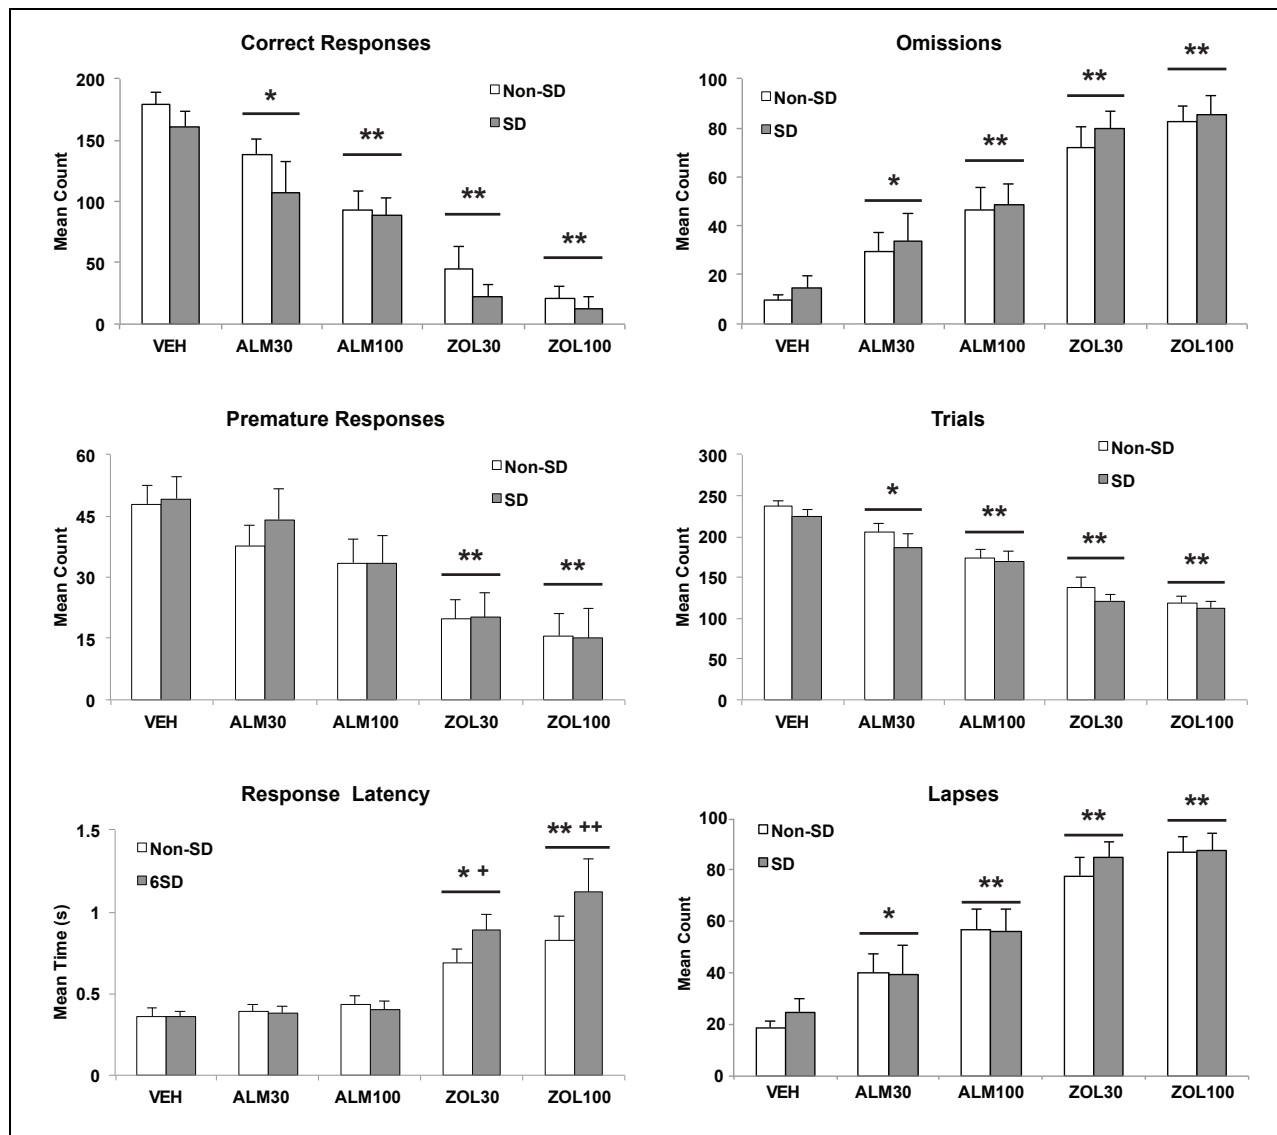 Correct Responses
Mean Count
200
150
100
50
0
*
**
**
**
Non-SD
SD
VEH ALM30 ALM100 ZOL30 ZOL100
Omissions
Mean Count
100
80
60
40
20
0
Non-SD
SD
*
**
**
**
VEH ALM30 ALM100 ZOL30 ZOL100
Premature Responses
Mean Count
60
45
30
15
0
Non-SD
SD
**
**
VEH ALM30 ALM100 ZOL30 ZOL100
Trials
Mean Count
300
250
200
150
100
50
0
Non-SD
SD
*
**
**
**
VEH ALM30 ALM100 ZOL30 ZOL100
Response Latency
Mean Time (s)
1.5
1
0.5
0
Non-SD
6SD
* +
** ++
VEH ALM30 ALM100 ZOL30 ZOL100
Lapses
Mean Count
100
80
60
40
20
0
Non-SD
SD
*
**
**
**
VEH ALM30 ALM100 ZOL30 ZOL100